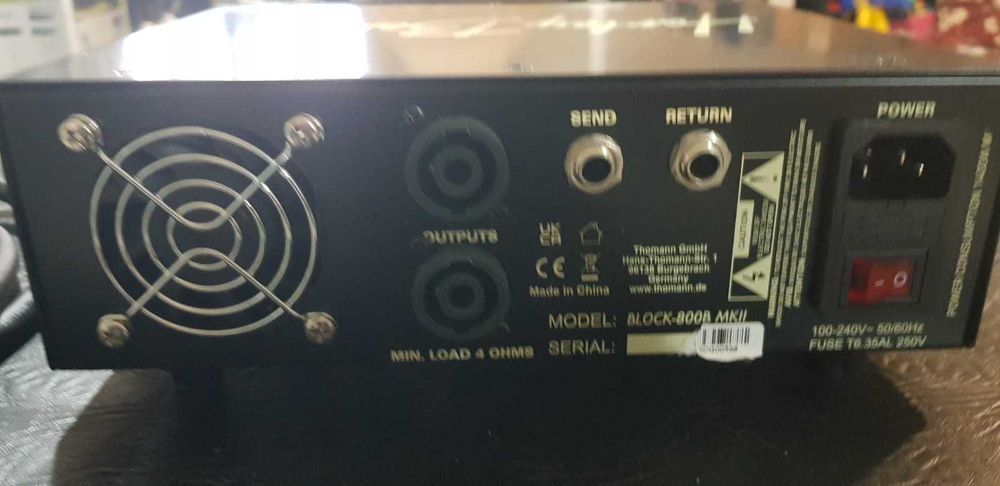 SEND
RETURN
POWER
OUTPUTS
UK
CA
CE
Thomann GmbH
Hans-Thomann-Str. 1
96138 Burgebrach
Germany
www.thomann.de
Made in China
CAUTION
MODEL: BLOCK-800B MKII
SERIAL:
MIN. LOAD 4 OHMS
100-240V~ 50/60Hz
FUSE T6.35AL 250V